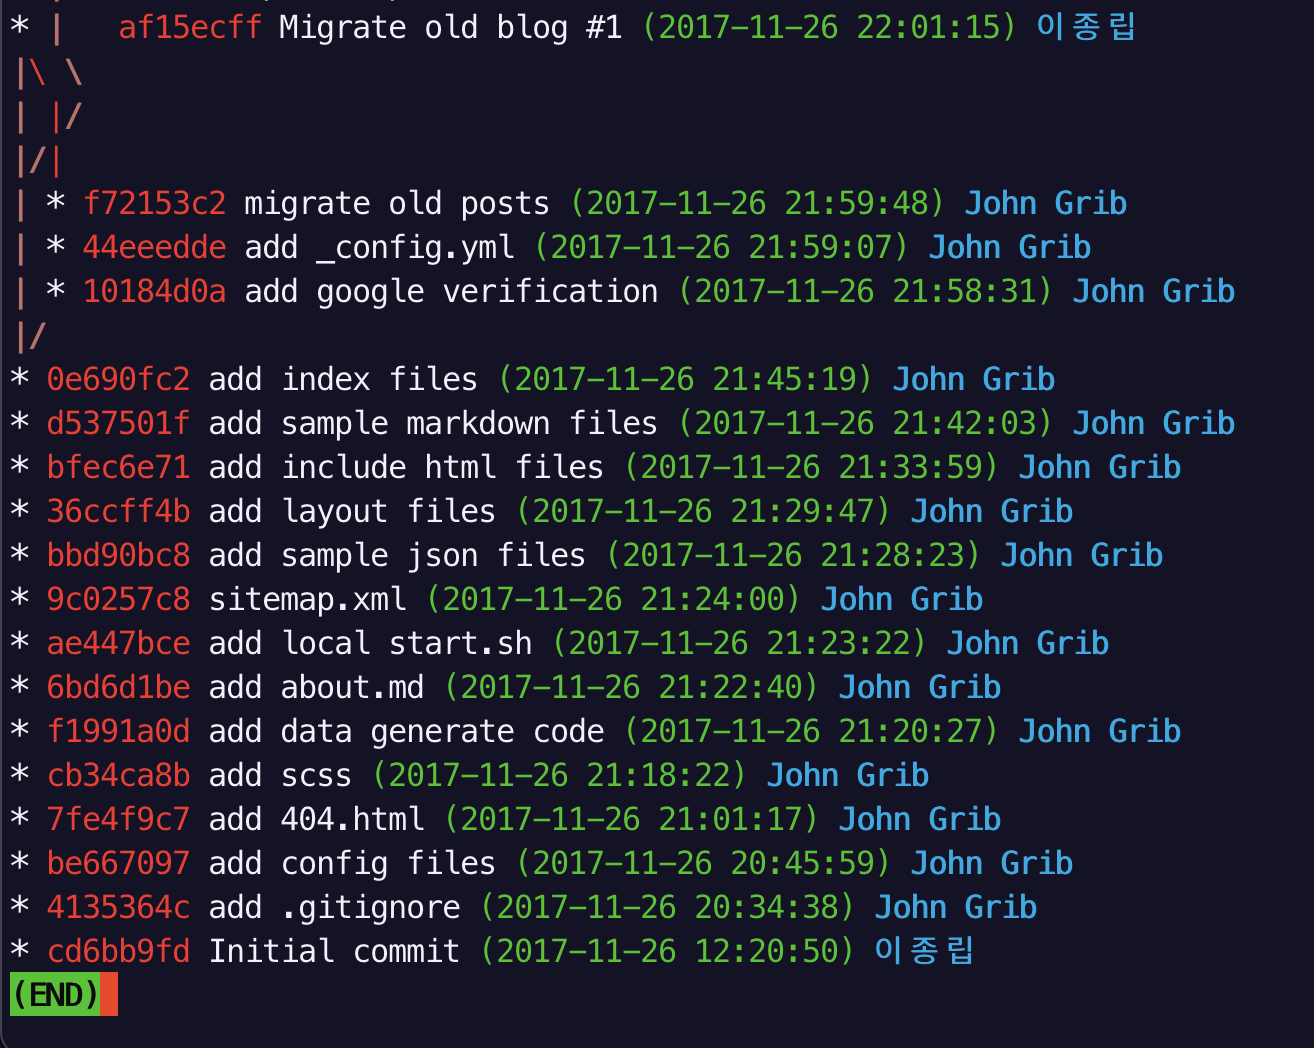 * |   af15ecff Migrate old blog #1 (2017-11-26 22:01:15) 이종립
|\ \
| |/
|/|
| * f72153c2 migrate old posts (2017-11-26 21:59:48) John Grib
| * 44eeedde add _config.yml (2017-11-26 21:59:07) John Grib
| * 10184d0a add google verification (2017-11-26 21:58:31) John Grib
|/
* 0e690fc2 add index files (2017-11-26 21:45:19) John Grib
* d537501f add sample markdown files (2017-11-26 21:42:03) John Grib
* bfec6e71 add include html files (2017-11-26 21:33:59) John Grib
* 36ccff4b add layout files (2017-11-26 21:29:47) John Grib
* bbd90bc8 add sample json files (2017-11-26 21:28:23) John Grib
* 9c0257c8 sitemap.xml (2017-11-26 21:24:00) John Grib
* ae447bce add local start.sh (2017-11-26 21:23:22) John Grib
* 6bd6d1be add about.md (2017-11-26 21:22:40) John Grib
* f1991a0d add data generate code (2017-11-26 21:20:27) John Grib
* cb34ca8b add scss (2017-11-26 21:18:22) John Grib
* 7fe4f9c7 add 404.html (2017-11-26 21:01:17) John Grib
* be667097 add config files (2017-11-26 20:45:59) John Grib
* 4135364c add .gitignore (2017-11-26 20:34:38) John Grib
* cd6bb9fd Initial commit (2017-11-26 12:20:50) 이종립
(END)